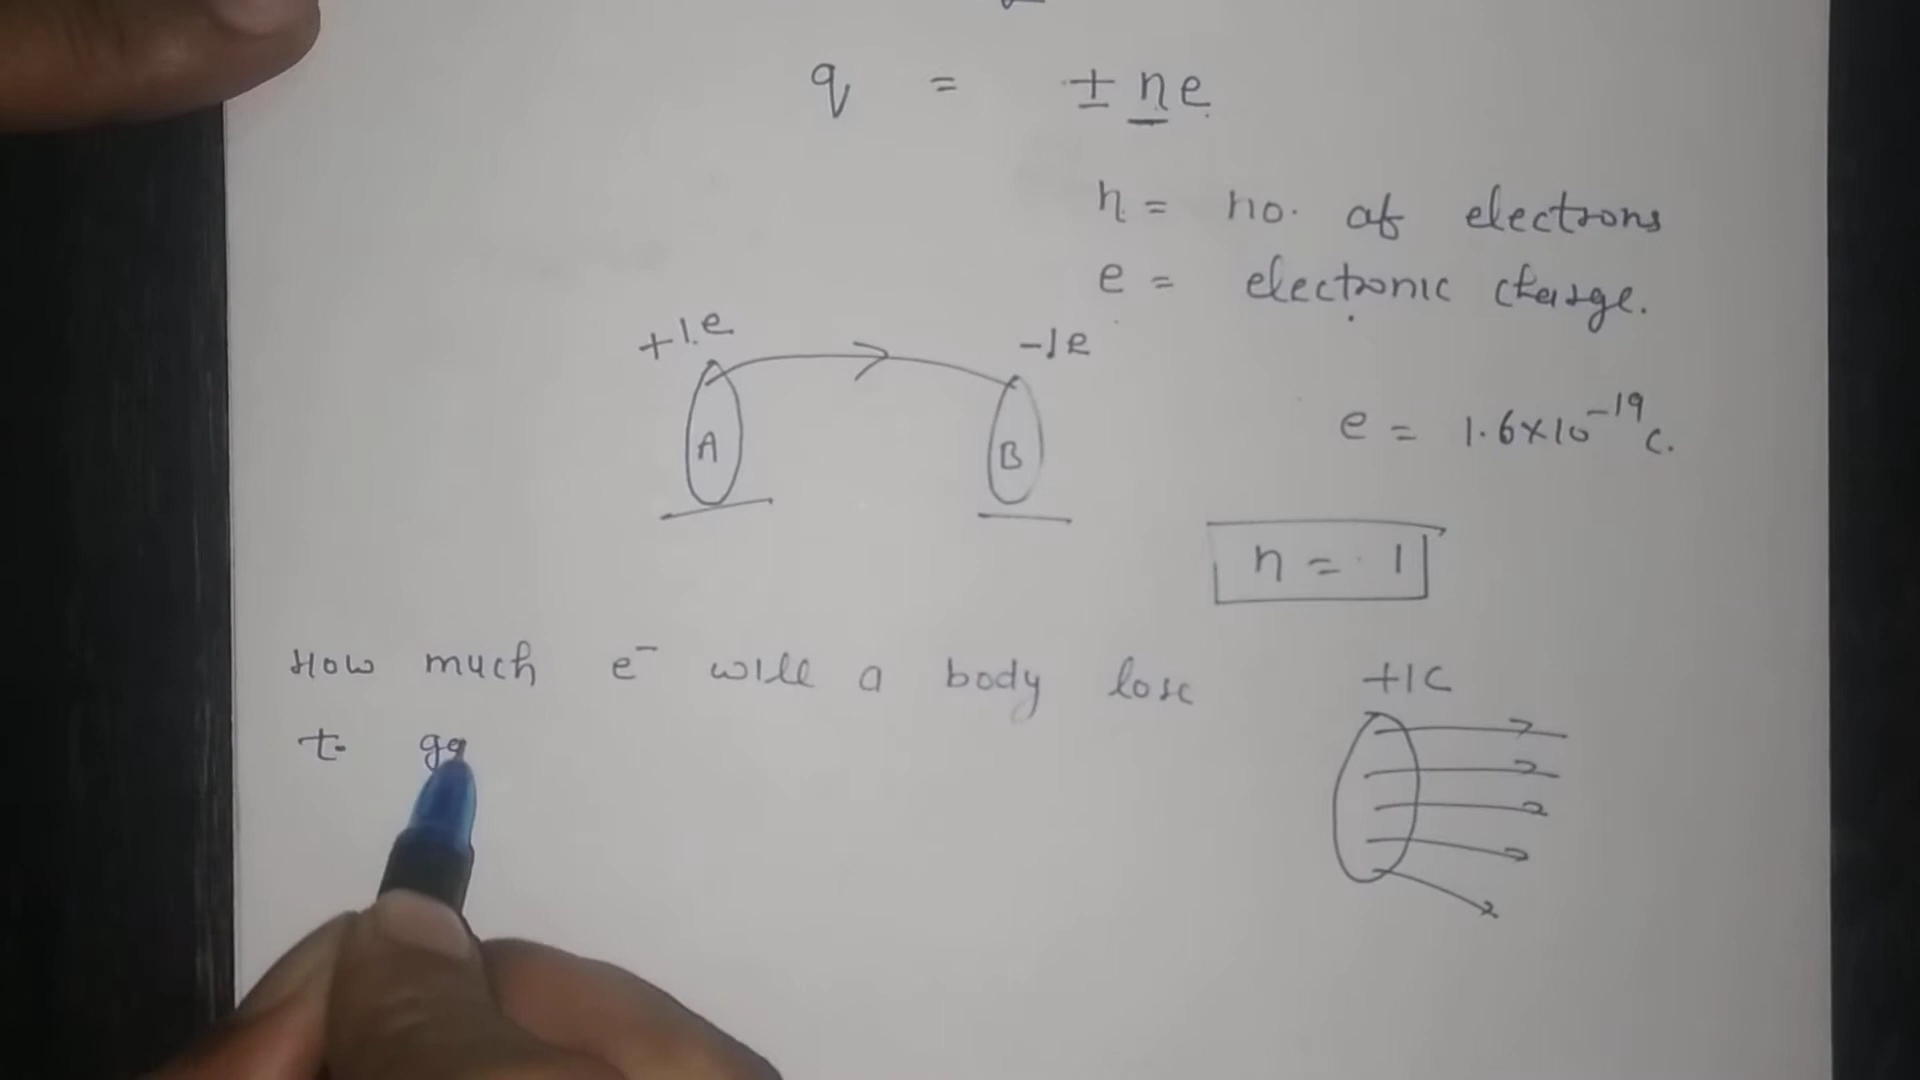 q = ± ne
n = no. of electrons
e = electronic charge.
+1e
-1e
A
B
e = 1.6×10⁻¹⁹ C.
n = 1
How much e⁻ will a body lose
to ga
+1C